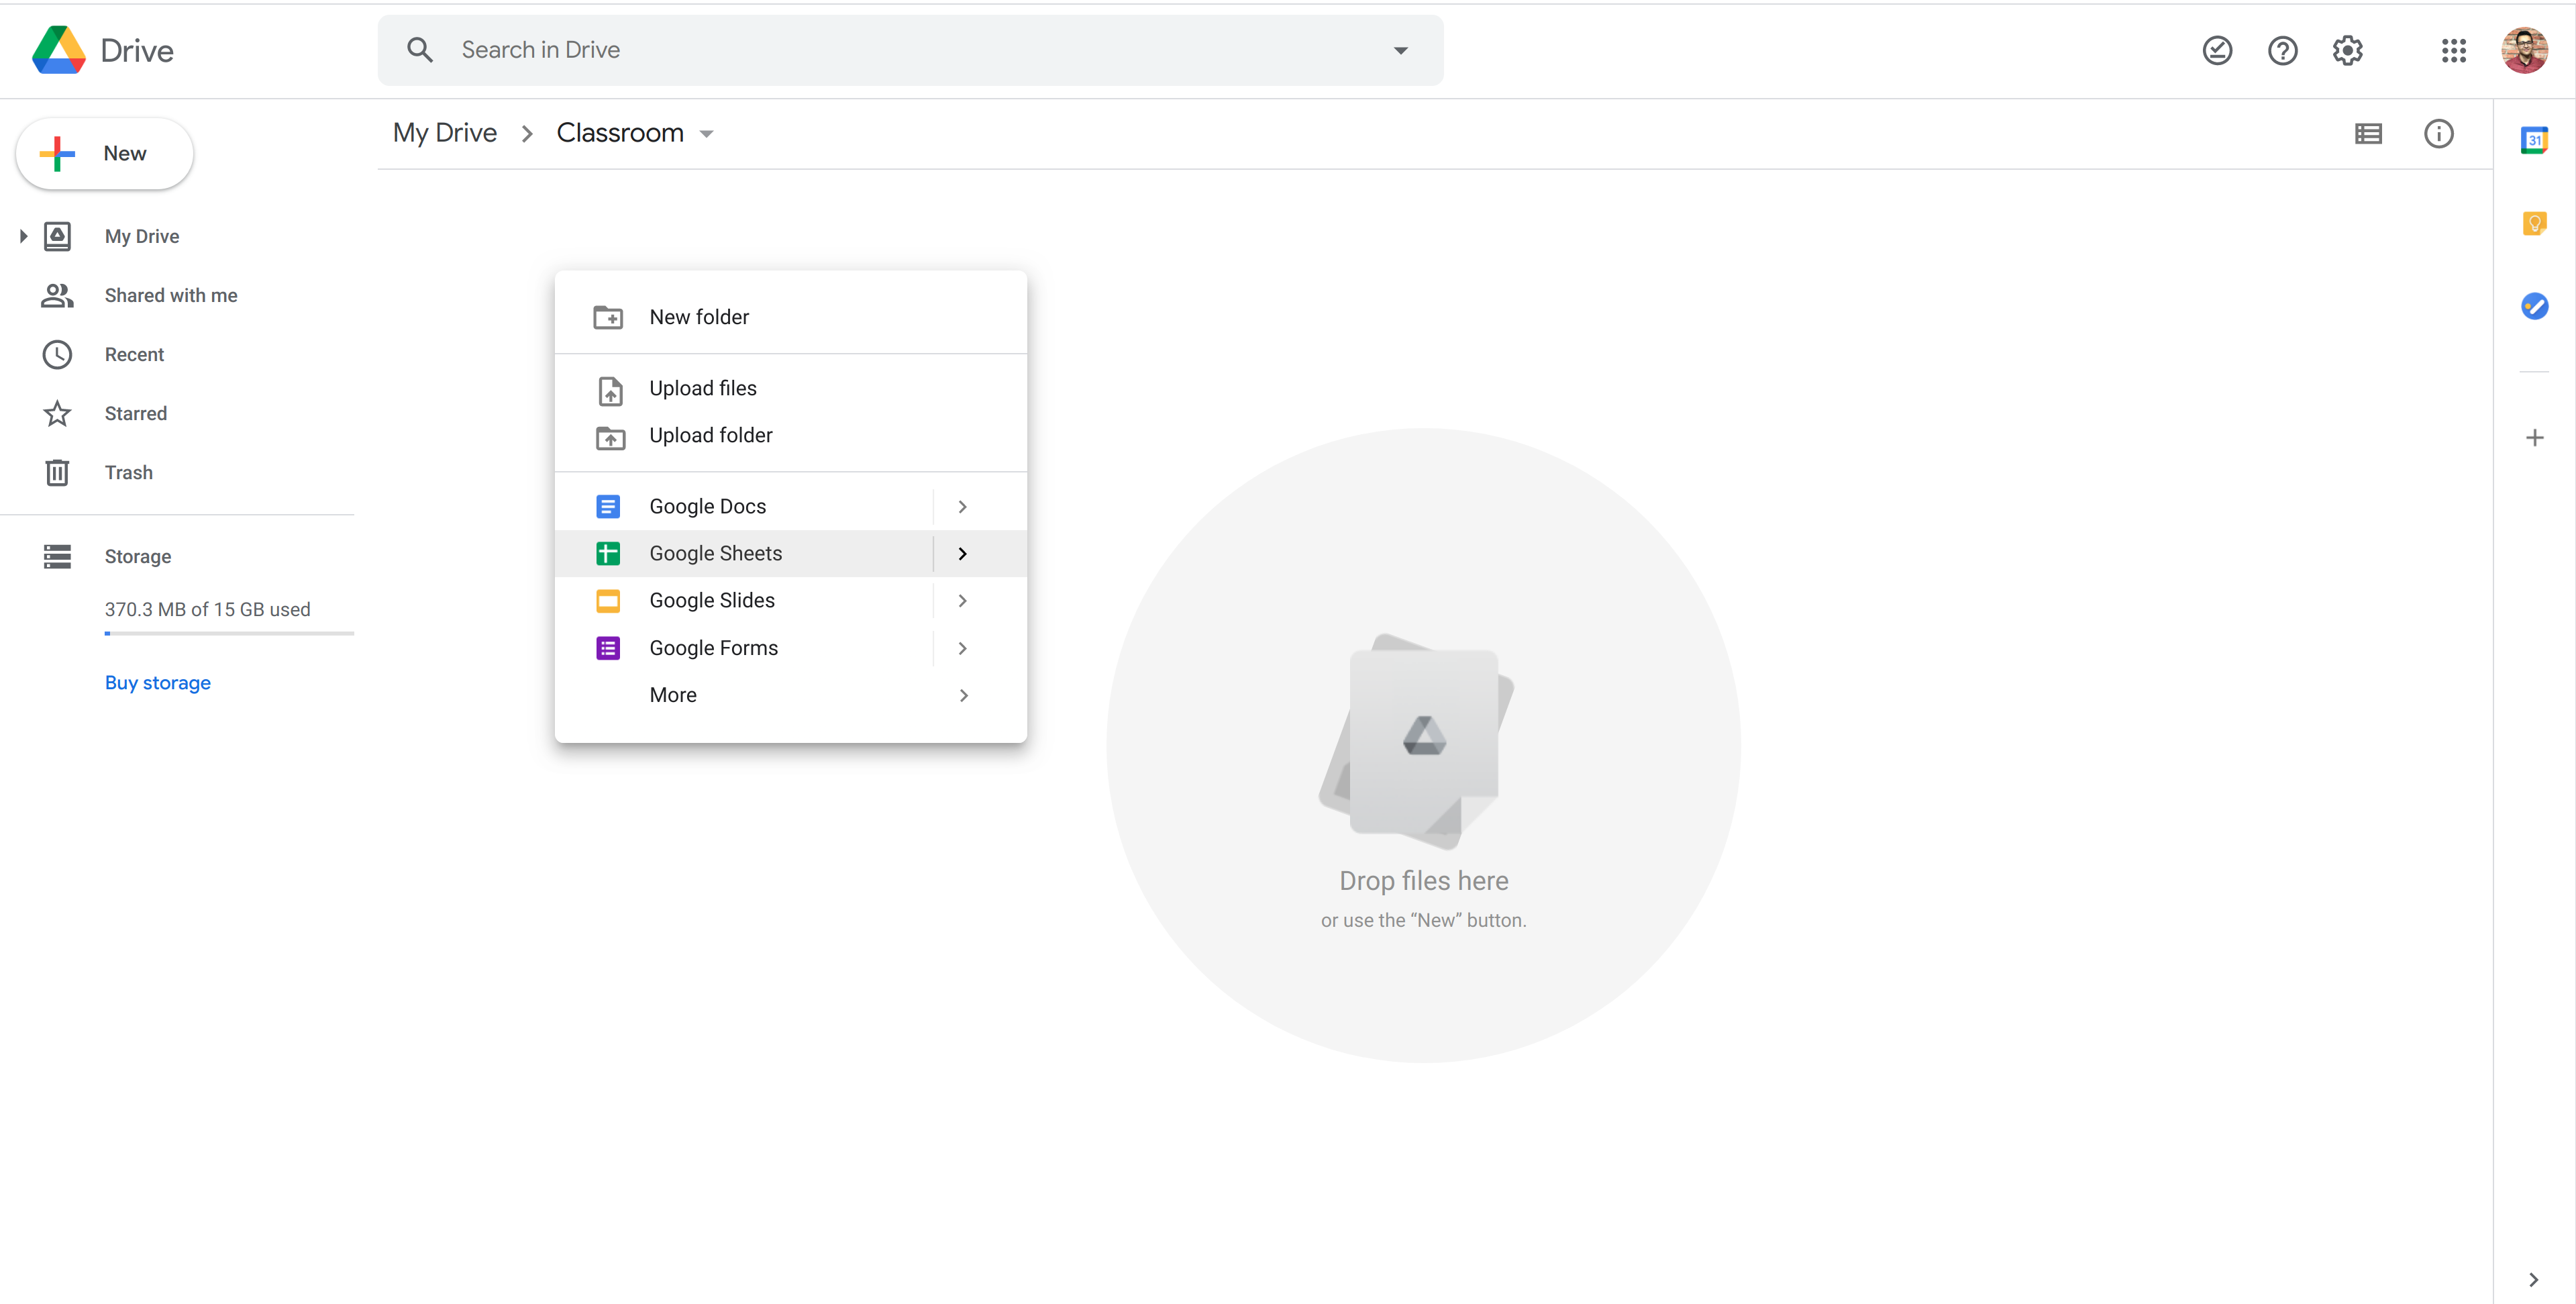 Drive
Search in Drive
New
My Drive
Shared with me
Recent
Starred
Trash
Storage
370.3 MB of 15 GB used
Buy storage
My Drive > Classroom
New folder
Upload files
Upload folder
Google Docs
Google Sheets
Google Slides
Google Forms
More
Drop files here
or use the “New” button.
31